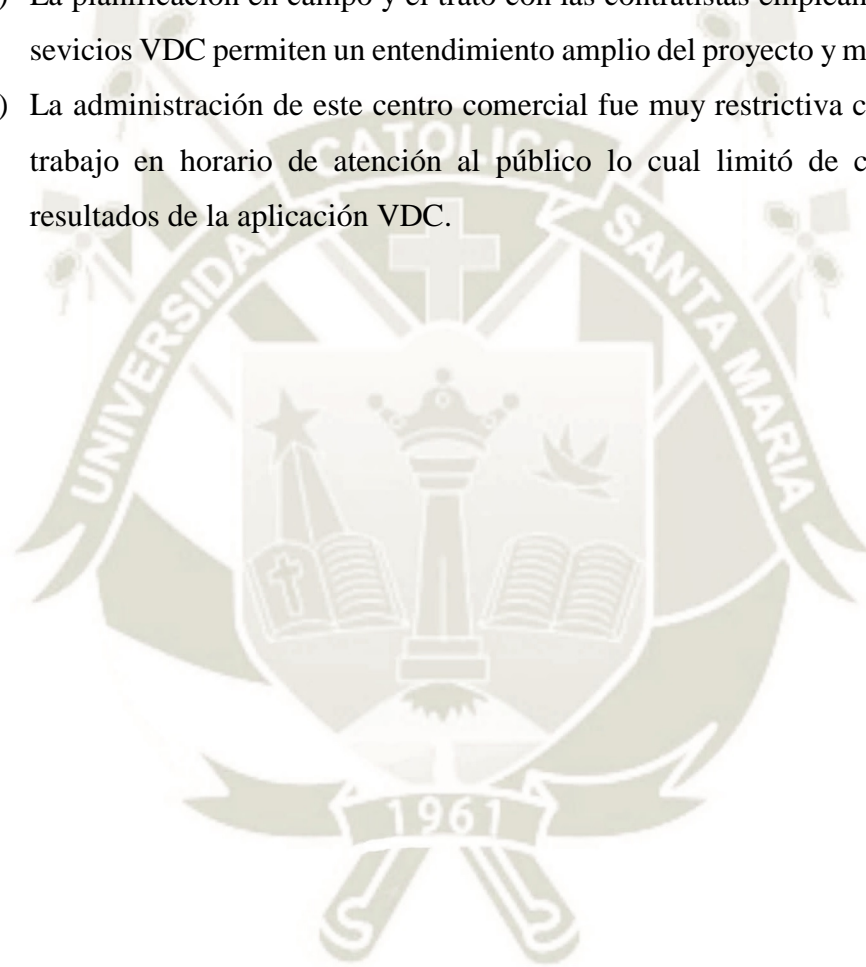 ) La planificación en campo y el trato con las contratistas
sevicios VDC permiten un entendimiento amplio del proyecto y
) La administración de este centro comercial fue muy restrictiva
trabajo en horario de atención al público lo cual limitó de
resultados de la aplicación VDC.
UNIVERSIDAD CATOLICA SANTA MARIA
1961